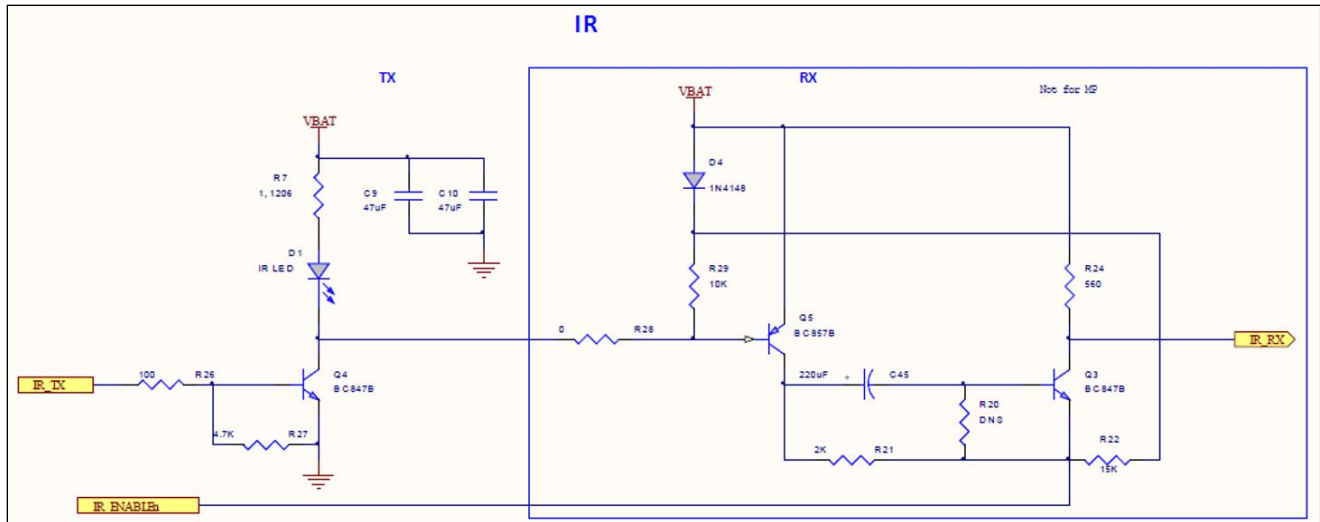 IR
TX
RX
Not for MP
VBAT
VBAT
R7
1, 1206
C9
47uF
C10
47uF
D4
1N4148
D1
IR LED
R29
10K
R24
560
Q5
BC857B
0
R28
IR_RX
IR_TX
100
R26
Q4
BC847B
220uF
+
C45
Q3
BC847B
R20
DNS
4.7K
R27
2K
R21
R22
15K
IR_ENABLEn